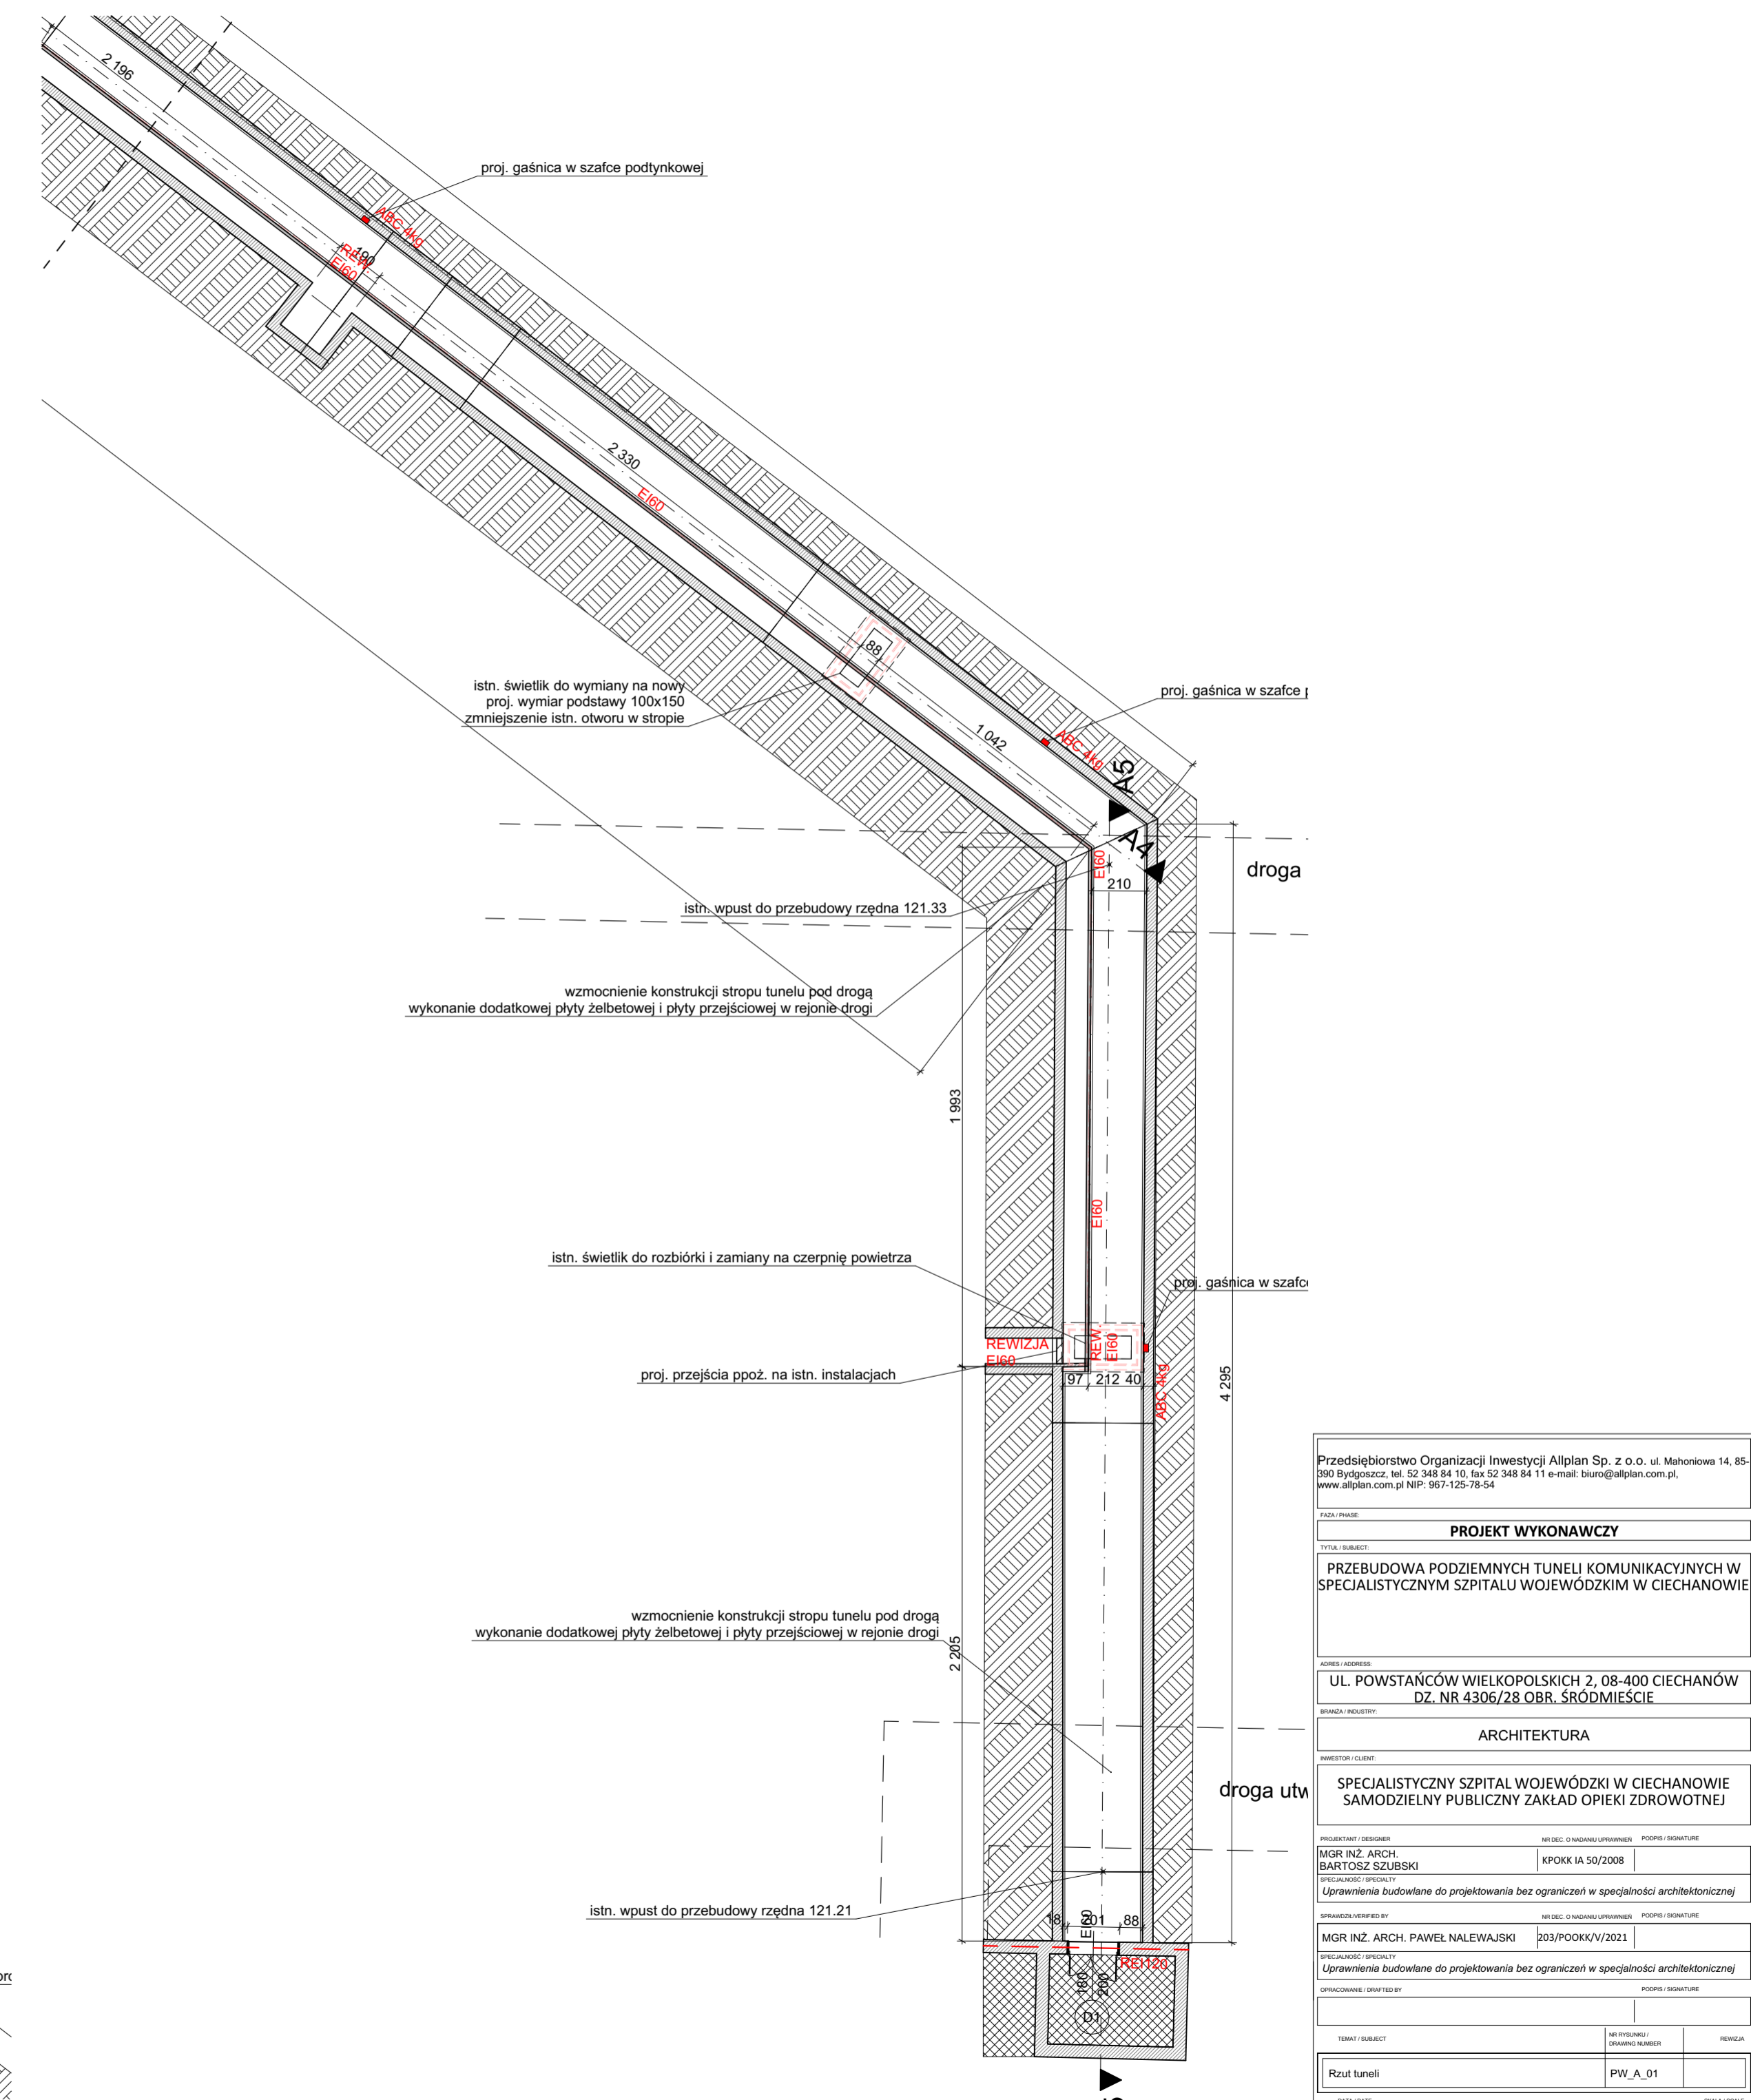 2 196
proj. gaśnica w szafce podtynkowej
ABC 4kg
190
REW.
EI60
2 330
EI60
88
istn. świetlik do wymiany na nowy
proj. wymiar podstawy 100x150
zmniejszenie istn. otworu w stropie
proj. gaśnica w szafce p
1 042
ABC 4kg
A5
A4
droga
EI60
210
istn. wpust do przebudowy rzędna 121.33
wzmocnienie konstrukcji stropu tunelu pod drogą
wykonanie dodatkowej płyty żelbetowej i płyty przejściowej w rejonie drogi
1 993
EI60
istn. świetlik do rozbiórki i zamiany na czerpnię powietrza
proj. gaśnica w szafce
REWIZJA
EI60
REW.
EI60
proj. przejścia ppoż. na istn. instalacjach
97 212 40
ABC 4kg
4 295
wzmocnienie konstrukcji stropu tunelu pod drogą
wykonanie dodatkowej płyty żelbetowej i płyty przejściowej w rejonie drogi
2 205
droga utw
istn. wpust do przebudowy rzędna 121.21
18 201 88
EI60
REI120
180
200
D1
Przedsiębiorstwo Organizacji Inwestycji Allplan Sp. z o.o. ul. Mahoniowa 14, 85-
390 Bydgoszcz, tel. 52 348 84 10, fax 52 348 84 11 e-mail: biuro@allplan.com.pl,
www.allplan.com.pl NIP: 967-125-78-54
FAZA / PHASE:
PROJEKT WYKONAWCZY
TYTUŁ / SUBJECT:
PRZEBUDOWA PODZIEMNYCH TUNELI KOMUNIKACYJNYCH W
SPECJALISTYCZNYM SZPITALU WOJEWÓDZKIM W CIECHANOWIE
ADRES / ADDRESS:
UL. POWSTAŃCÓW WIELKOPOLSKICH 2, 08-400 CIECHANÓW
DZ. NR 4306/28 OBR. ŚRÓDMIEŚCIE
BRANŻA / INDUSTRY:
ARCHITEKTURA
INWESTOR / CLIENT:
SPECJALISTYCZNY SZPITAL WOJEWÓDZKI W CIECHANOWIE
SAMODZIELNY PUBLICZNY ZAKŁAD OPIEKI ZDROWOTNEJ
PROJEKTANT / DESIGNER NR DEC. O NADANIU UPRAWNIEŃ PODPIS / SIGNATURE
MGR INŻ. ARCH.
BARTOSZ SZUBSKI KPOKK IA 50/2008
SPECJALNOŚĆ / SPECIALTY
Uprawnienia budowlane do projektowania bez ograniczeń w specjalności architektonicznej
SPRAWDZIŁ/VERIFIED BY NR DEC. O NADANIU UPRAWNIEŃ PODPIS / SIGNATURE
MGR INŻ. ARCH. PAWEŁ NALEWAJSKI 203/POOKK/V/2021
SPECJALNOŚĆ / SPECIALTY
Uprawnienia budowlane do projektowania bez ograniczeń w specjalności architektonicznej
OPRACOWANIE / DRAFTED BY PODPIS / SIGNATURE
TEMAT / SUBJECT NR RYSUNKU / DRAWING NUMBER REWIZJA
Rzut tuneli PW_A_01